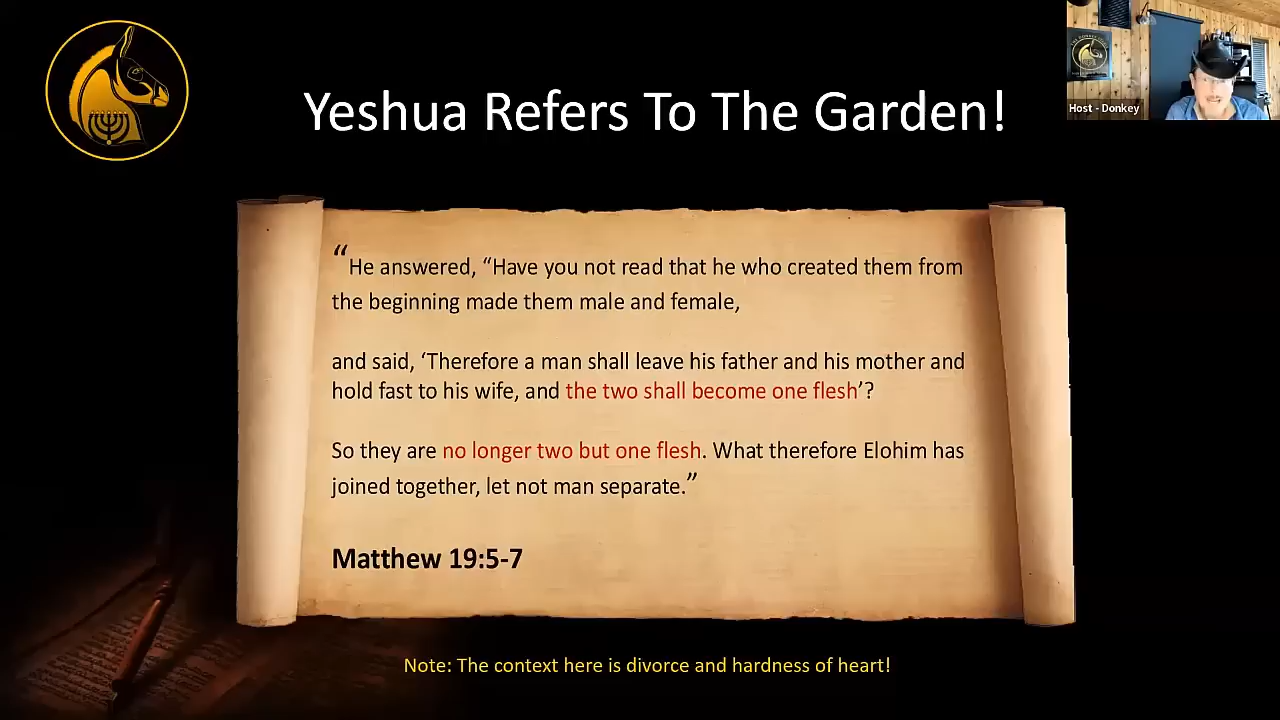 Host - Donkey
Yeshua Refers To The Garden!
“He answered, “Have you not read that he who created them from
the beginning made them male and female,
and said, ‘Therefore a man shall leave his father and his mother and
hold fast to his wife, and the two shall become one flesh’?
So they are no longer two but one flesh. What therefore Elohim has
joined together, let not man separate.”
Matthew 19:5-7
Note: The context here is divorce and hardness of heart!